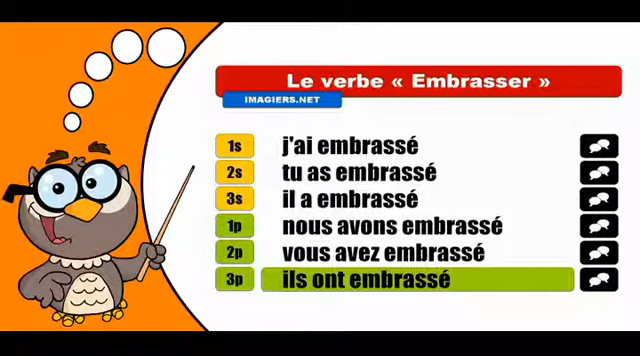 Le verbe « Embrasser »
IMAGIERS.NET
1s j'ai embrassé
2s tu as embrassé
3s il a embrassé
1p nous avons embrassé
2p vous avez embrassé
3p ils ont embrassé